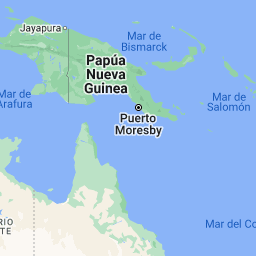 Jayapura
Mar de
Bismarck
Papúa
Nueva
Guinea
Mar de
Arafura
Mar de
Salomón
Puerto
Moresby
Mar del Co
RIO
TE